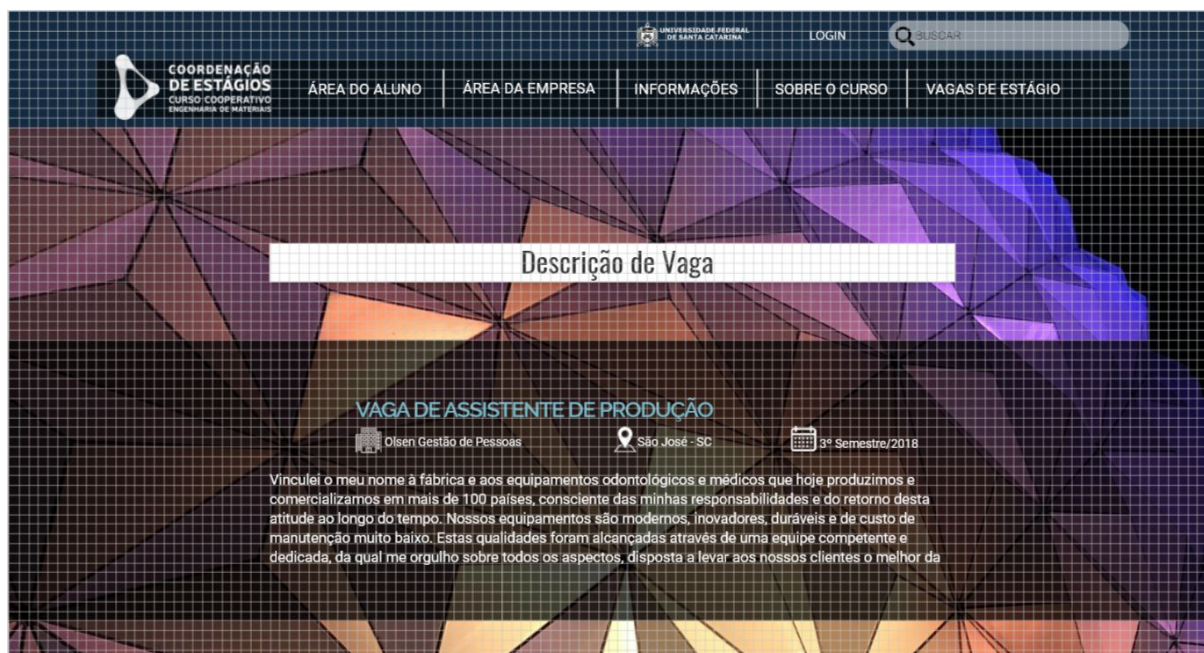 UNIVERSIDADE FEDERAL
DE SANTA CATARINA
LOGIN
BUSCAR
COORDENAÇÃO
DE ESTÁGIOS
CURSO COOPERATIVO
ENGENHARIA DE MATERIAIS
ÁREA DO ALUNO
ÁREA DA EMPRESA
INFORMAÇÕES
SOBRE O CURSO
VAGAS DE ESTÁGIO
Descrição de Vaga
VAGA DE ASSISTENTE DE PRODUÇÃO
Olsen Gestão de Pessoas
São José - SC
3º Semestre/2018
Vinculei o meu nome à fábrica e aos equipamentos odontológicos e médicos que hoje produzimos e
comercializamos em mais de 100 países, consciente das minhas responsabilidades e do retorno desta
atitude ao longo do tempo. Nossos equipamentos são modernos, inovadores, duráveis e de custo de
manutenção muito baixo. Estas qualidades foram alcançadas através de uma equipe competente e
dedicada, da qual me orgulho sobre todos os aspectos, disposta a levar aos nossos clientes o melhor da